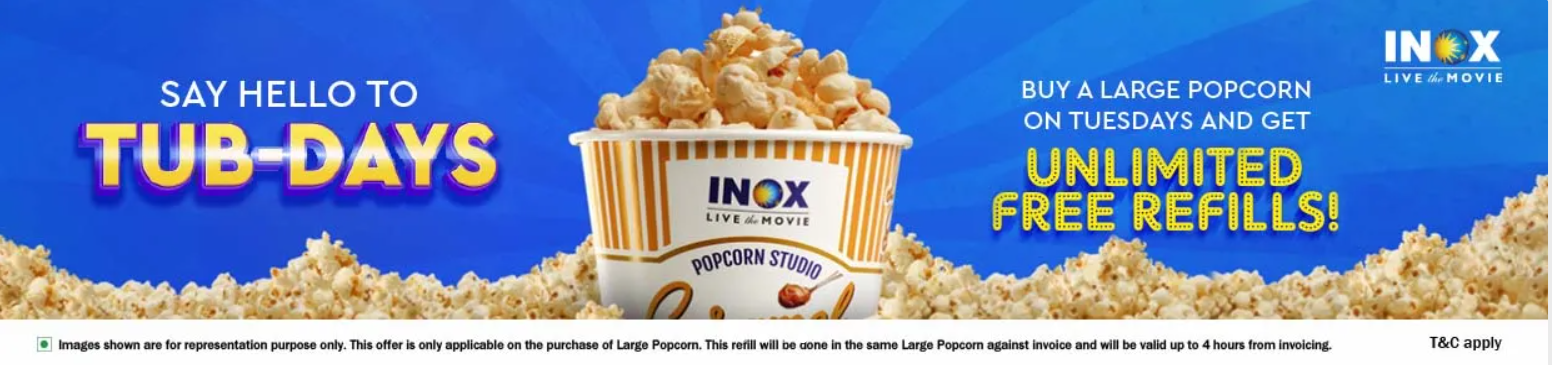 SAY HELLO TO
TUB-DAYS
INOX
LIVE the MOVIE
POPCORN STUDIO
Caramel
BUY A LARGE POPCORN
ON TUESDAYS AND GET
UNLIMITED
FREE REFILLS!
INOX
LIVE the MOVIE
Images shown are for representation purpose only. This offer is only applicable on the purchase of Large Popcorn. This refill will be done in the same Large Popcorn against invoice and will be valid up to 4 hours from invoicing.
T&C apply